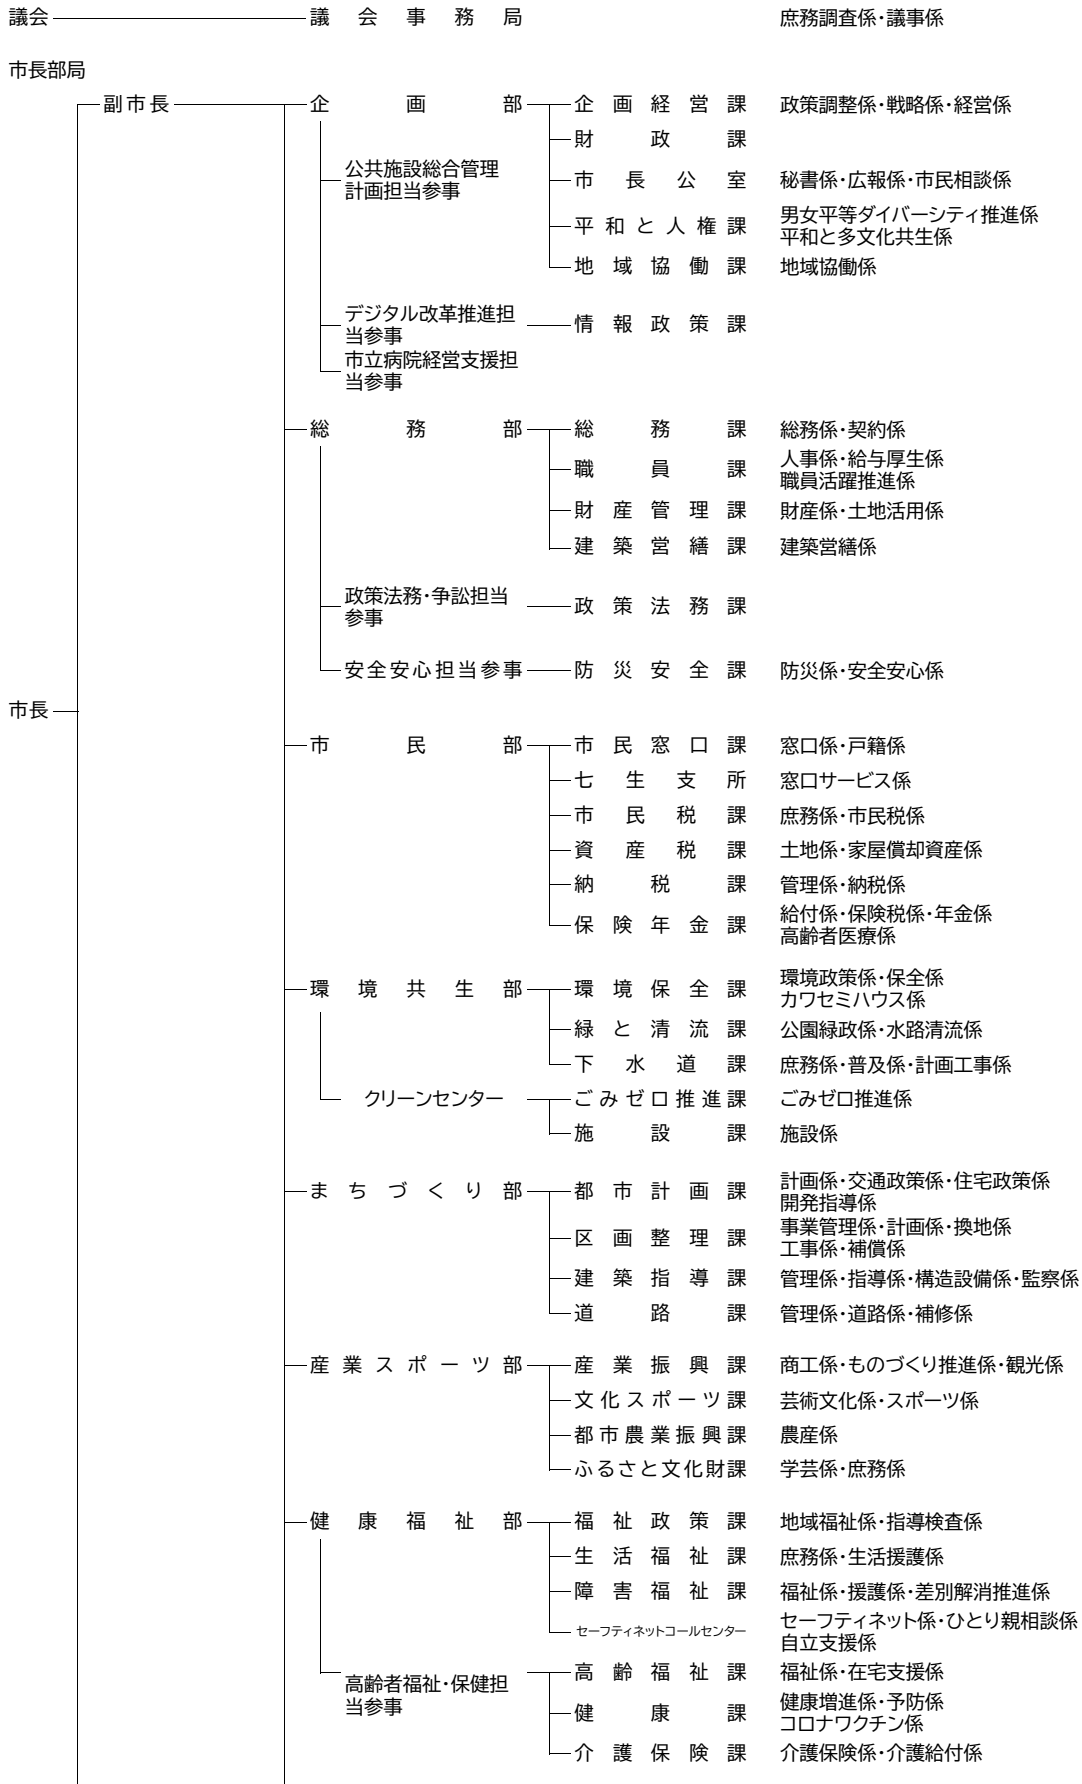 議会 議会事務局 庶務調査係・議事係
市長部局
副市長 企画部 企画経営課 政策調整係・戦略係・経営係
財政課
公共施設総合管理
計画担当参事
市長公室 秘書係・広報係・市民相談係
平和と人権課 男女平等ダイバーシティ推進係
平和と多文化共生係
地域協働課 地域協働係
デジタル改革推進担
当参事
情報政策課
市立病院経営支援担
当参事
総務部 総務課 総務係・契約係
職員課 人事係・給与厚生係
職員活躍推進係
財産管理課 財産係・土地活用係
建築営繕課 建築営繕係
政策法務・争訟担当
参事
政策法務課
安全安心担当参事 防災安全課 防災係・安全安心係
市長
市民部 市民窓口課 窓口係・戸籍係
七生支所 窓口サービス係
市民税課 庶務係・市民税係
資産税課 土地係・家屋償却資産係
納税課 管理係・納税係
保険年金課 給付係・保険税係・年金係
高齢者医療係
環境共生部 環境保全課 環境政策係・保全係
カワセミハウス係
緑と清流課 公園緑政係・水路清流係
下水道課 庶務係・普及係・計画工事係
クリーンセンター ごみゼロ推進課 ごみゼロ推進係
施設課 施設係
まちづくり部 都市計画課 計画係・交通政策係・住宅政策係
開発指導係
区画整理課 事業管理係・計画係・換地係
工事係・補償係
建築指導課 管理係・指導係・構造設備係・監察係
道路課 管理係・道路係・補修係
産業スポーツ部 産業振興課 商工係・ものづくり推進係・観光係
文化スポーツ課 芸術文化係・スポーツ係
都市農業振興課 農産係
ふるさと文化財課 学芸係・庶務係
健康福祉部 福祉政策課 地域福祉係・指導検査係
生活福祉課 庶務係・生活援護係
障害福祉課 福祉係・援護係・差別解消推進係
セーフティネットコールセンター セーフティネット係・ひとり親相談係
自立支援係
高齢者福祉・保健担
当参事
高齢福祉課 福祉係・在宅支援係
健康課 健康増進係・予防係
コロナワクチン係
介護保険課 介護保険係・介護給付係